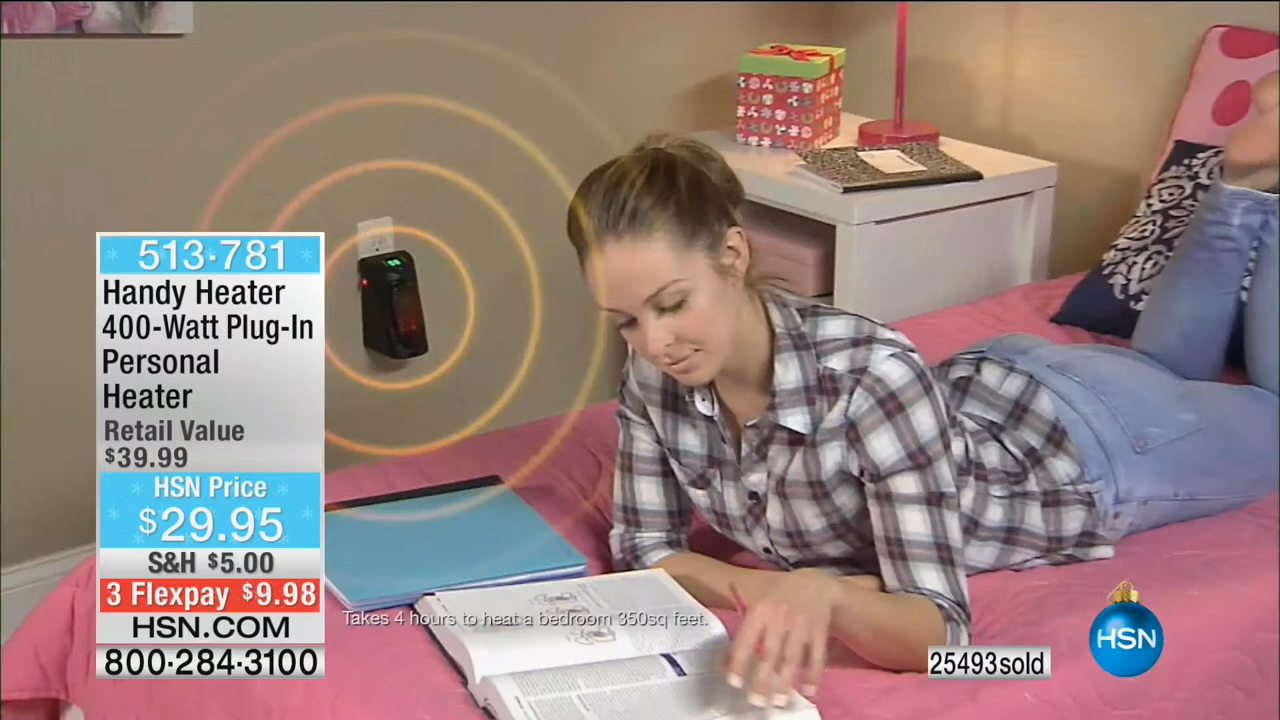 513-781
Handy Heater
400-Watt Plug-In
Personal
Heater
Retail Value
$39.99
HSN Price
$29.95
S&H $5.00
3 Flexpay $9.98
HSN.COM
800-284-3100
Takes 4 hours to heat a bedroom 350sq feet.
25493sold
HSN